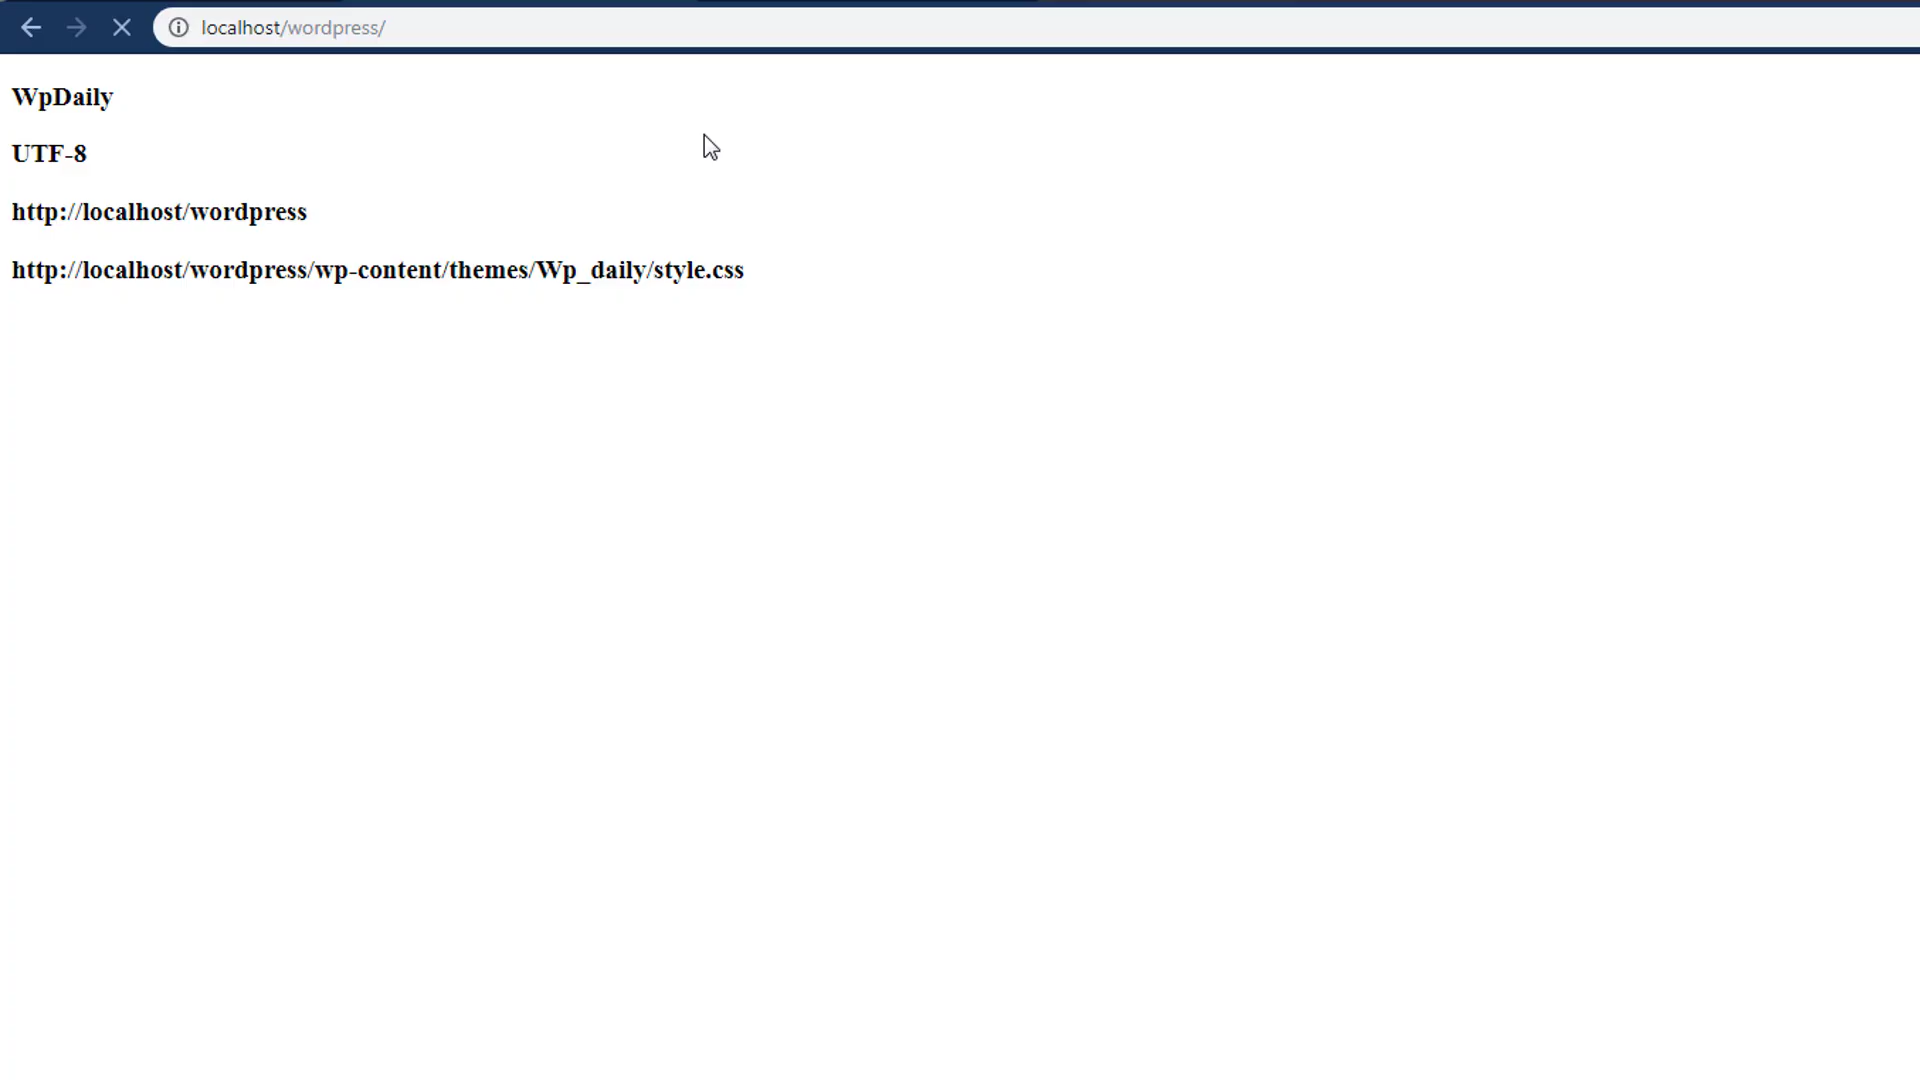 localhost/wordpress/
WpDaily
UTF-8
http://localhost/wordpress
http://localhost/wordpress/wp-content/themes/Wp_daily/style.css